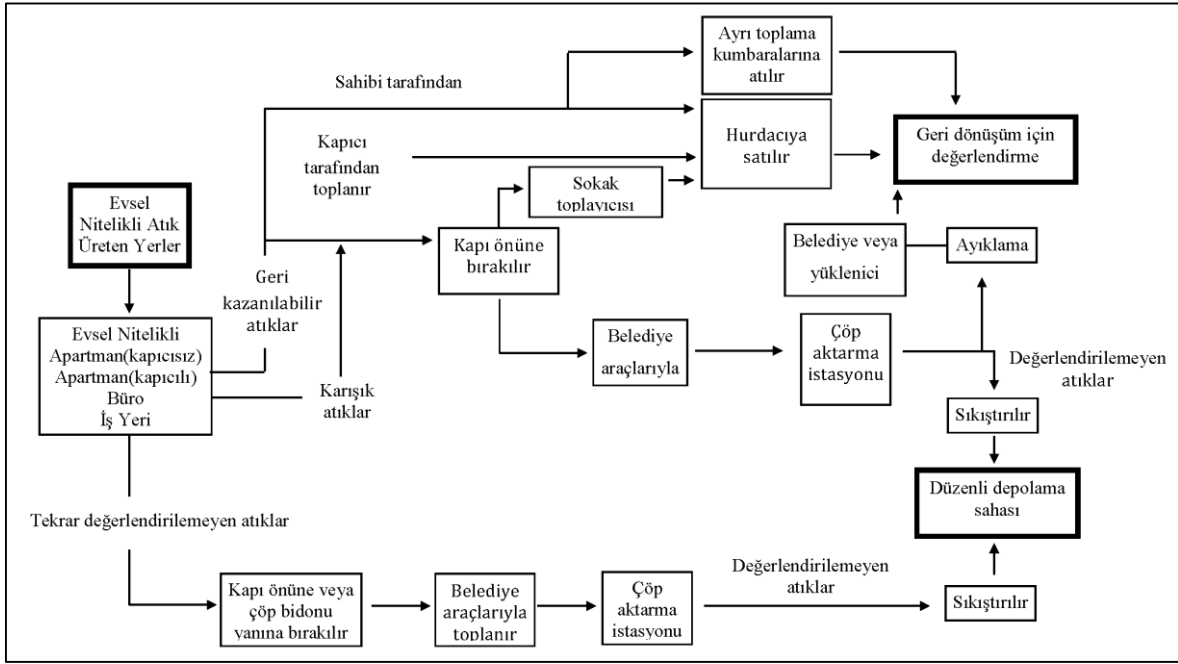 Ayrı toplama
kumbaralarına
atılır
Sahibi tarafından
Hurdacıya
satılır
Geri dönüşüm için
değerlendirme
Kapıcı
tarafından
toplanır
Sokak
toplayıcısı
Evsel
Nitelikli Atık
Üreten Yerler
Kapı önüne
bırakılır
Belediye veya
yüklenici
Ayıklama
Geri
kazanılabilir
atıklar
Evsel Nitelikli
Apartman(kapıcısız)
Apartman(kapıcılı)
Büro
İş Yeri
Karışık
atıklar
Belediye
araçlarıyla
Çöp
aktarma
istasyonu
Değerlendirilemeyen
atıklar
Sıkıştırılır
Düzenli depolama
sahası
Tekrar değerlendirilemeyen atıklar
Kapı önüne veya
çöp bidonu
yanına bırakılır
Belediye
araçlarıyla
toplanır
Çöp
aktarma
istasyonu
Değerlendirilemeyen
atıklar
Sıkıştırılır